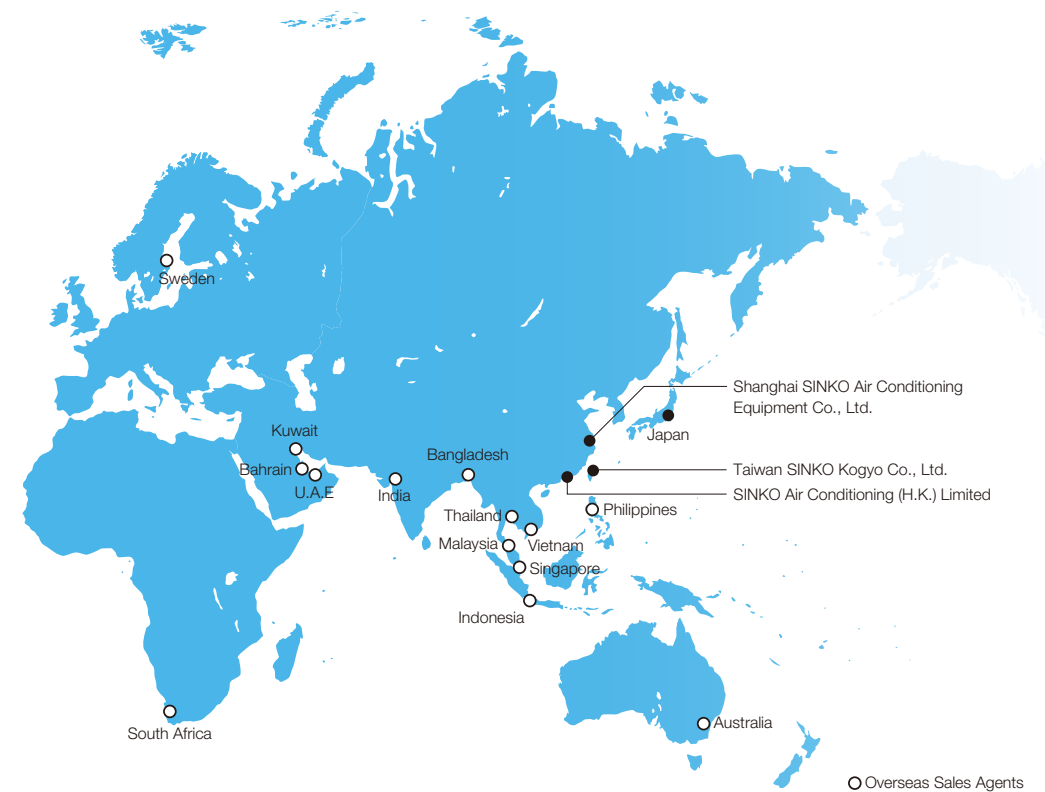 Sweden
Shanghai SINKO Air Conditioning
Equipment Co., Ltd.
Kuwait
Japan
Bangladesh
Bahrain
Taiwan SINKO Kogyo Co., Ltd.
U.A.E
India
SINKO Air Conditioning (H.K.) Limited
Thailand
Philippines
Malaysia
Vietnam
Singapore
Indonesia
Australia
South Africa
Overseas Sales Agents